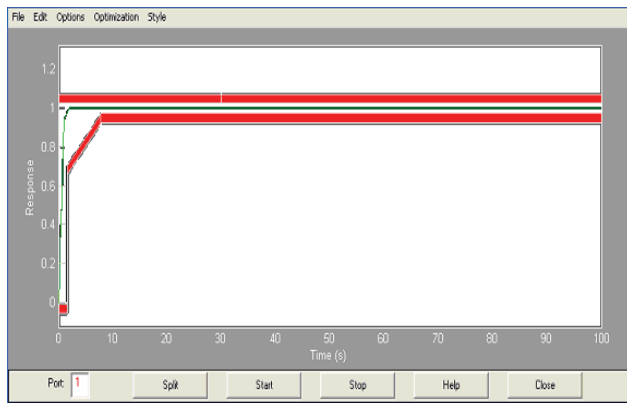 File Edit Options Optimization Style
1.2
1
0.8
0.6
0.4
0.2
0
Response
0 10 20 30 40 50 60 70 80 90 100
Time (s)
Port: 1 Split Start Stop Help Close